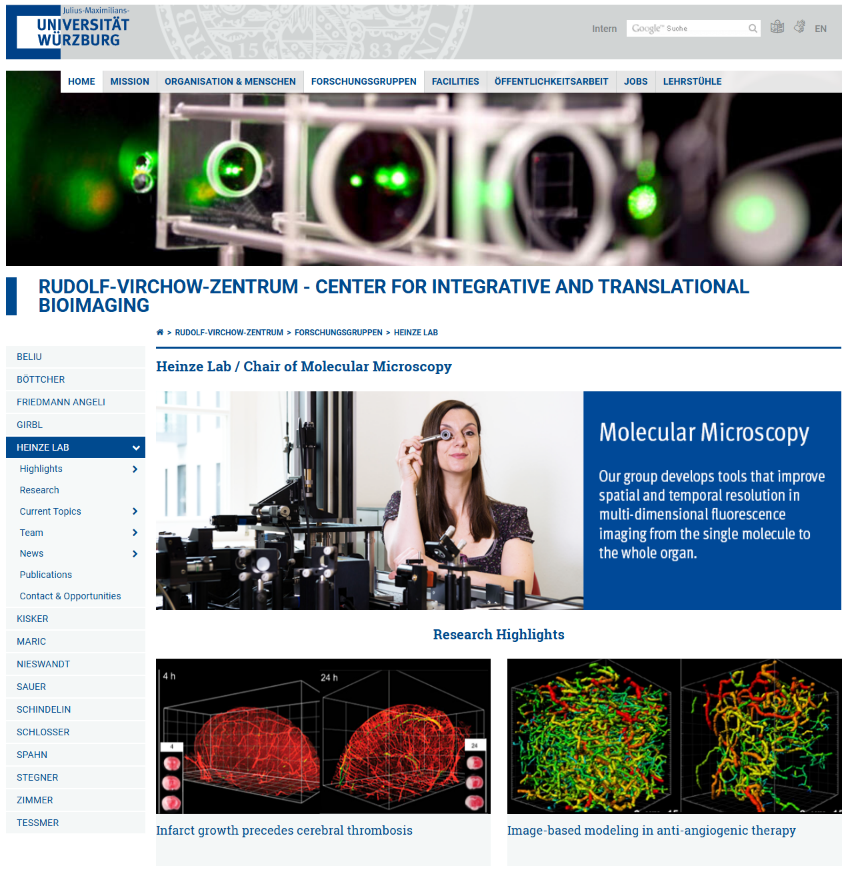 Julius-Maximilians-
UNIVERSITÄT
WÜRZBURG
Intern
Google™ Suche
EN
HOME
MISSION
ORGANISATION & MENSCHEN
FORSCHUNGSGRUPPEN
FACILITIES
ÖFFENTLICHKEITSARBEIT
JOBS
LEHRSTÜHLE
RUDOLF-VIRCHOW-ZENTRUM - CENTER FOR INTEGRATIVE AND TRANSLATIONAL
BIOIMAGING
> RUDOLF-VIRCHOW-ZENTRUM > FORSCHUNGSGRUPPEN > HEINZE LAB
BELIU
BÖTTCHER
FRIEDMANN ANGELI
GIRBL
HEINZE LAB
Highlights
Research
Current Topics
Team
News
Publications
Contact & Opportunities
KISKER
MARIC
NIESWANDT
SAUER
SCHINDELIN
SCHLOSSER
SPAHN
STEGNER
ZIMMER
TESSMER
Heinze Lab / Chair of Molecular Microscopy
Molecular Microscopy
Our group develops tools that improve
spatial and temporal resolution in
multi-dimensional fluorescence
imaging from the single molecule to
the whole organ.
Research Highlights
4 h
24 h
4
24
Infarct growth precedes cerebral thrombosis
Image-based modeling in anti-angiogenic therapy